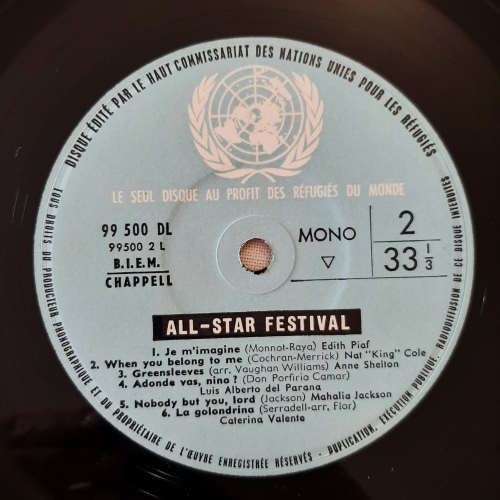 DISQUE ÉDITÉ PAR LE HAUT COMMISSARIAT DES NATIONS UNIES POUR LES RÉFUGIÉS
LE SEUL DISQUE AU PROFIT DES RÉFUGIÉS DU MONDE
99 500 DL
99500 2 L
B.I.E.M.
CHAPPELL
MONO
▽
2
33 1/3
ALL-STAR FESTIVAL
1. Je m'imagine (Monnot-Raya) Edith Piaf
2. When you belong to me (Cochran-Merrick) Nat "King" Cole
3. Greensleeves (arr. Vaughan Williams) Anne Shelton
4. Adonde vas, nino ? (Don Porfirio Camar)
Luis Alberto del Parana
5. Nobody but you, lord (Jackson) Mahalia Jackson
6. La golondrina (Serradell-arr. Flor)
Caterina Valente
TOUS DROITS DU PRODUCTEUR PHONOGRAPHIQUE ET DU PROPRIÉTAIRE DE L'ŒUVRE ENREGISTRÉE RÉSERVÉS - DUPLICATION, EXÉCUTION PUBLIQUE, RADIODIFFUSION DE CE DISQUE INTERDITES